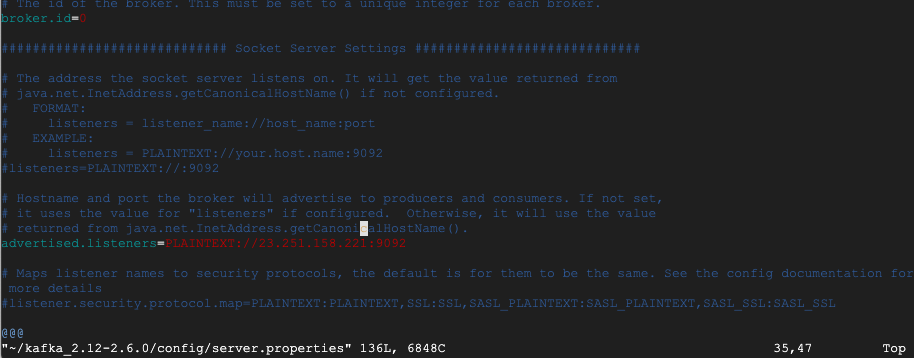 # The id of the broker. This must be set to a unique integer for each broker.
broker.id=0
############################# Socket Server Settings #############################
# The address the socket server listens on. It will get the value returned from
# java.net.InetAddress.getCanonicalHostName() if not configured.
#   FORMAT:
#     listeners = listener_name://host_name:port
#   EXAMPLE:
#     listeners = PLAINTEXT://your.host.name:9092
#listeners=PLAINTEXT://:9092
# Hostname and port the broker will advertise to producers and consumers. If not set,
# it uses the value for "listeners" if configured.  Otherwise, it will use the value
# returned from java.net.InetAddress.getCanonicalHostName().
advertised.listeners=PLAINTEXT://23.251.158.221:9092
# Maps listener names to security protocols, the default is for them to be the same. See the config documentation for
 more details
#listener.security.protocol.map=PLAINTEXT:PLAINTEXT,SSL:SSL,SASL_PLAINTEXT:SASL_PLAINTEXT,SASL_SSL:SASL_SSL
@@@
"~/kafka_2.12-2.6.0/config/server.properties" 136L, 6848C 35,47 Top